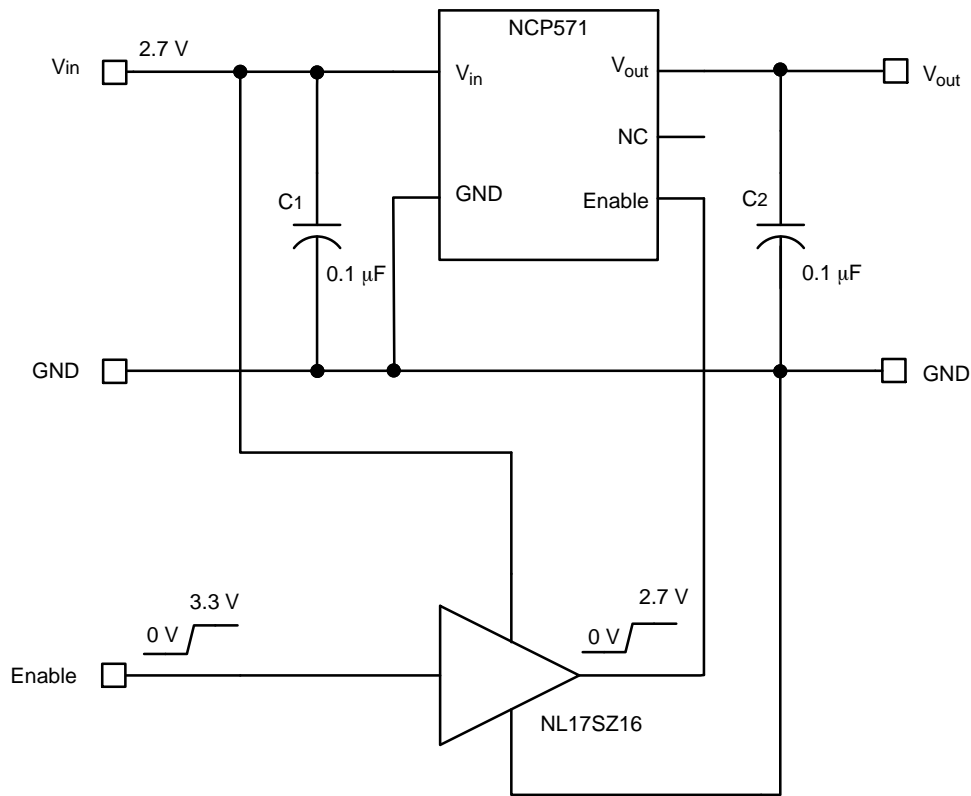 NCP571
Vin
2.7 V
Vin
Vout
Vout
NC
C1
GND
Enable
C2
0.1 μF
0.1 μF
GND
GND
3.3 V
0 V
2.7 V
0 V
Enable
NL17SZ16